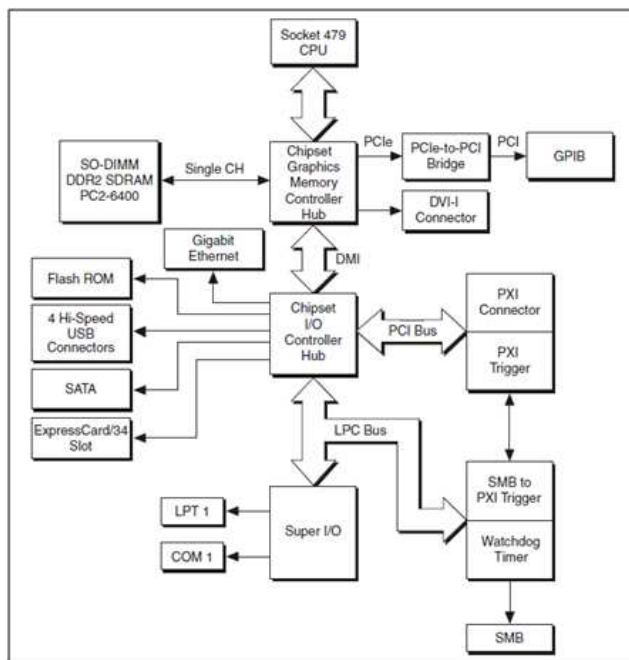 Socket 479
CPU
SO-DIMM
DDR2 SDRAM
PC2-6400
Single CH
Chipset
Graphics
Memory
Controller
Hub
PCIe
PCIe-to-PCI
Bridge
PCI
GPIB
DVI-I
Connector
Gigabit
Ethernet
DMI
Flash ROM
4 Hi-Speed
USB
Connectors
SATA
ExpressCard/34
Slot
Chipset
I/O
Controller
Hub
PCI Bus
PXI
Connector
PXI
Trigger
LPC Bus
LPT 1
COM 1
Super I/O
SMB to
PXI Trigger
Watchdog
Timer
SMB